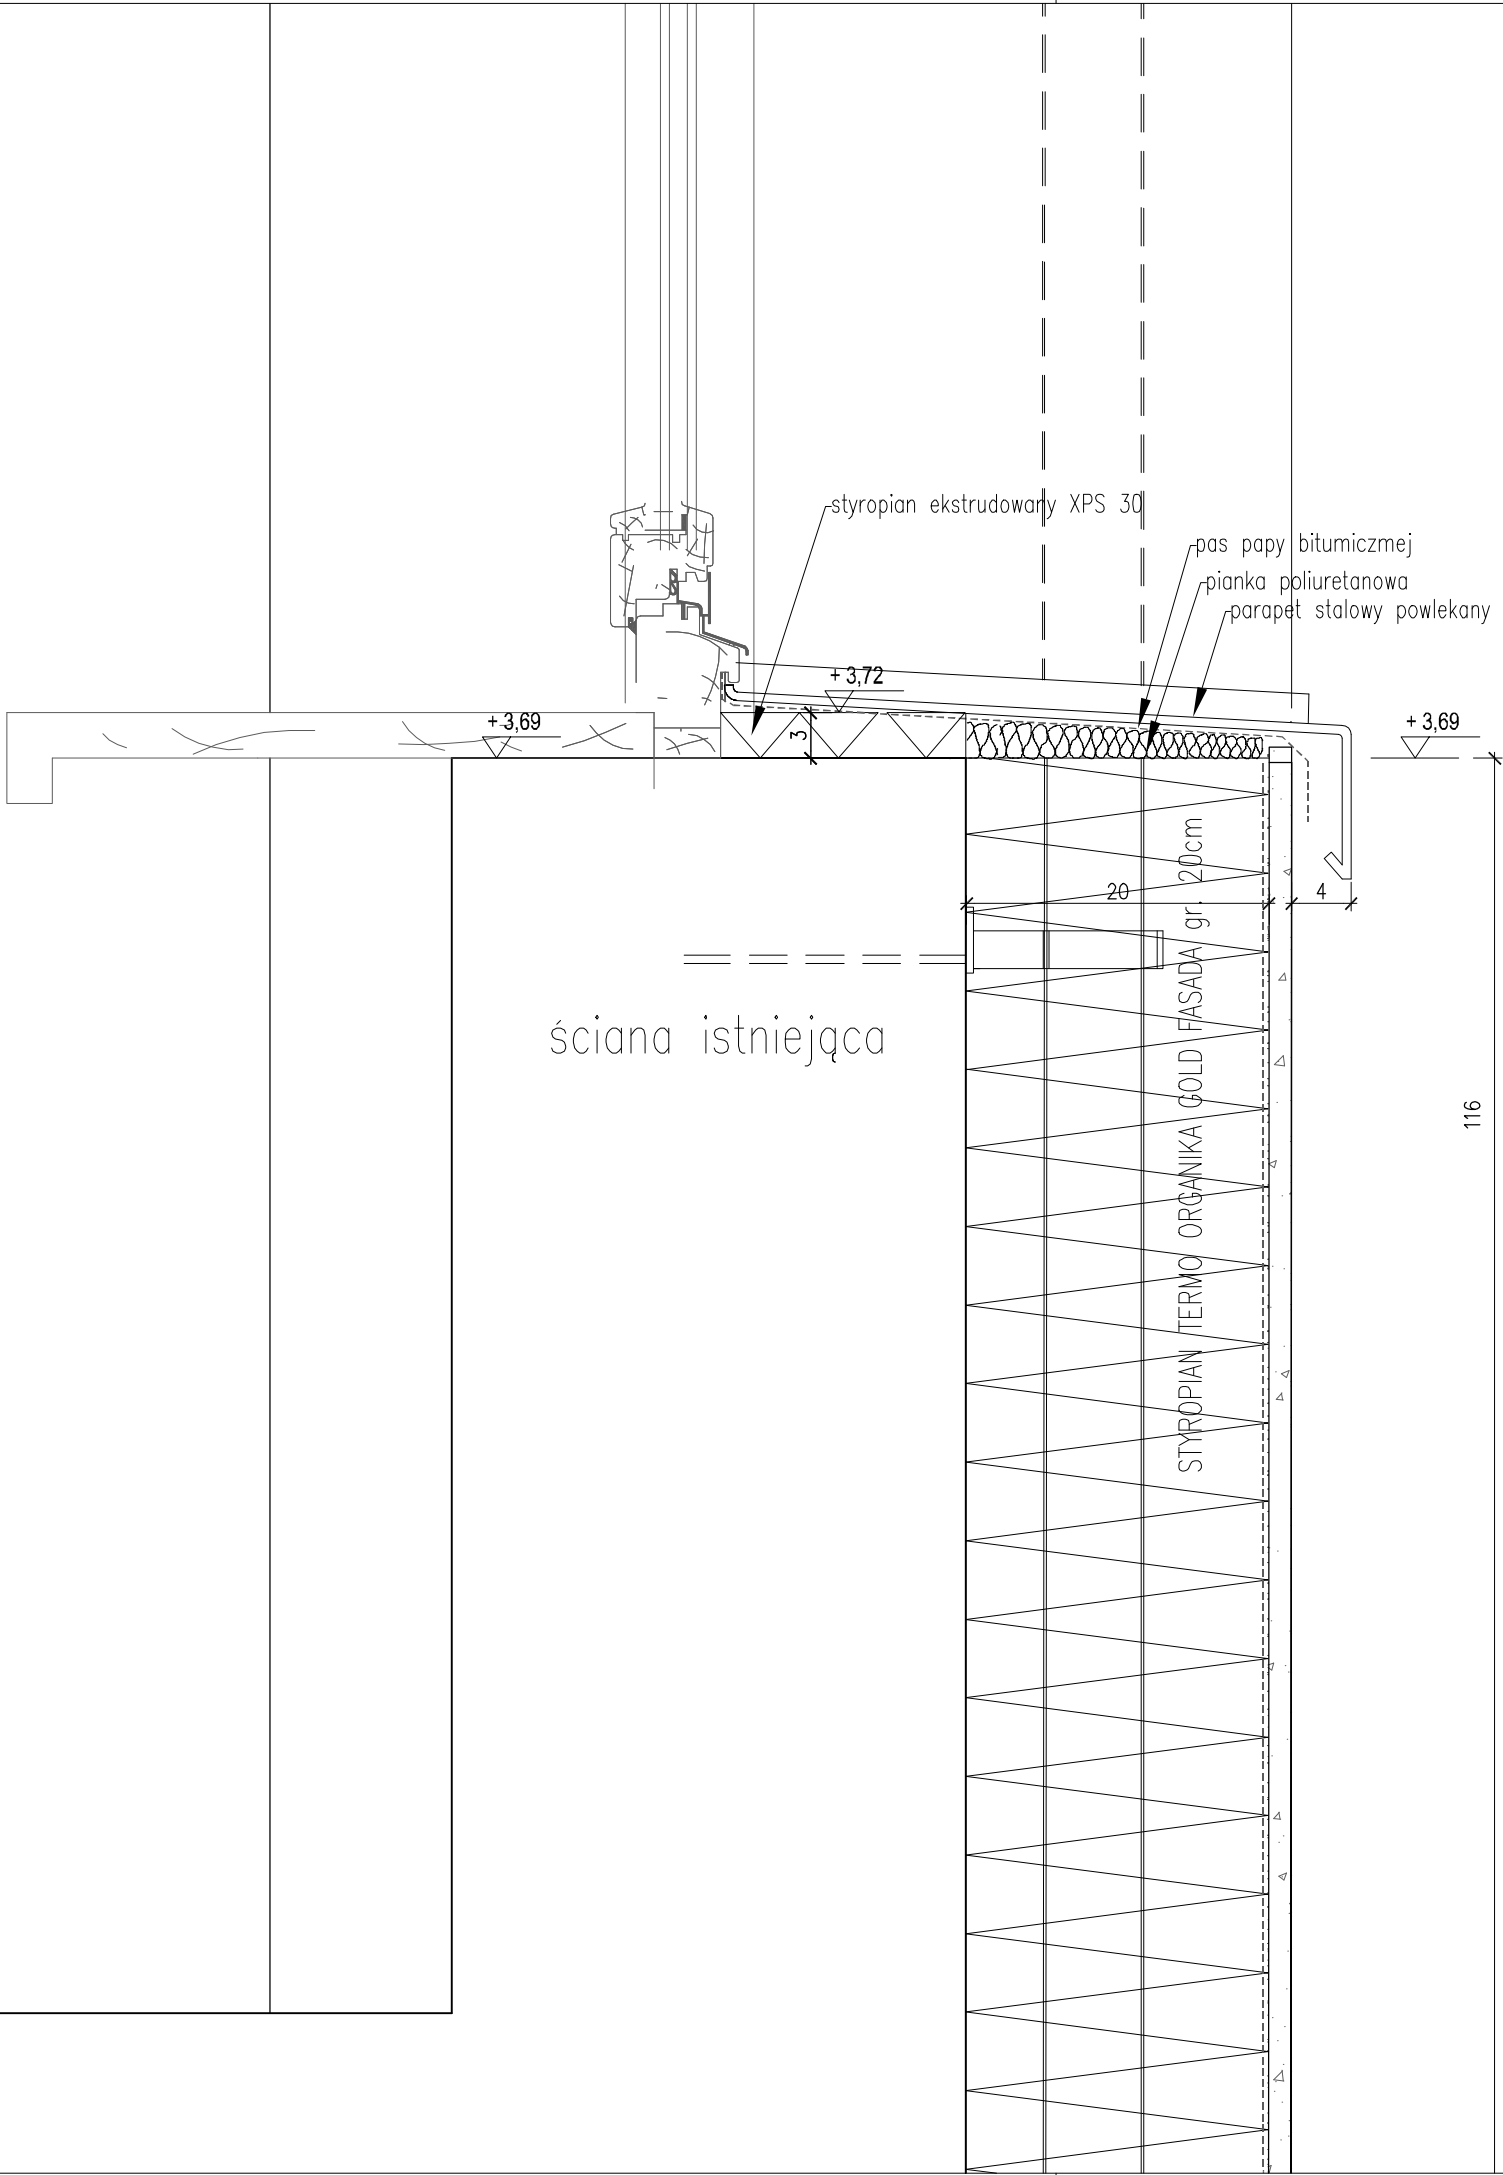 styropian ekstrudowany XPS 30
pas papy bitumiczmej
pianka poliuretanowa
parapet stalowy powlekany
+3,72
+3,69
+3,69
3
20
4
STYROPIAN TERMO ORGANIKA GOLD FASADA gr. 20cm
ściana istniejąca
116